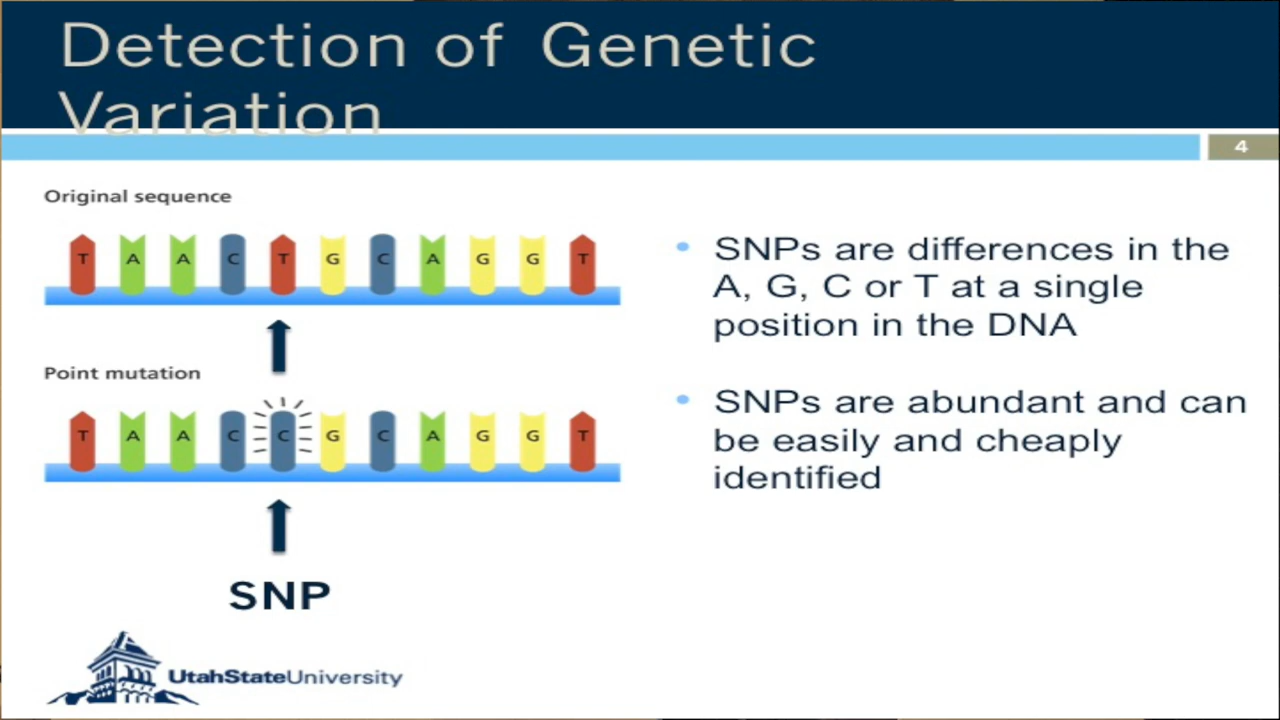 Detection of Genetic
Variation
4
Original sequence
T A A C T G C A G G T
Point mutation
T A A C C G C A G G T
SNP
• SNPs are differences in the
A, G, C or T at a single
position in the DNA
• SNPs are abundant and can
be easily and cheaply
identified
UtahStateUniversity